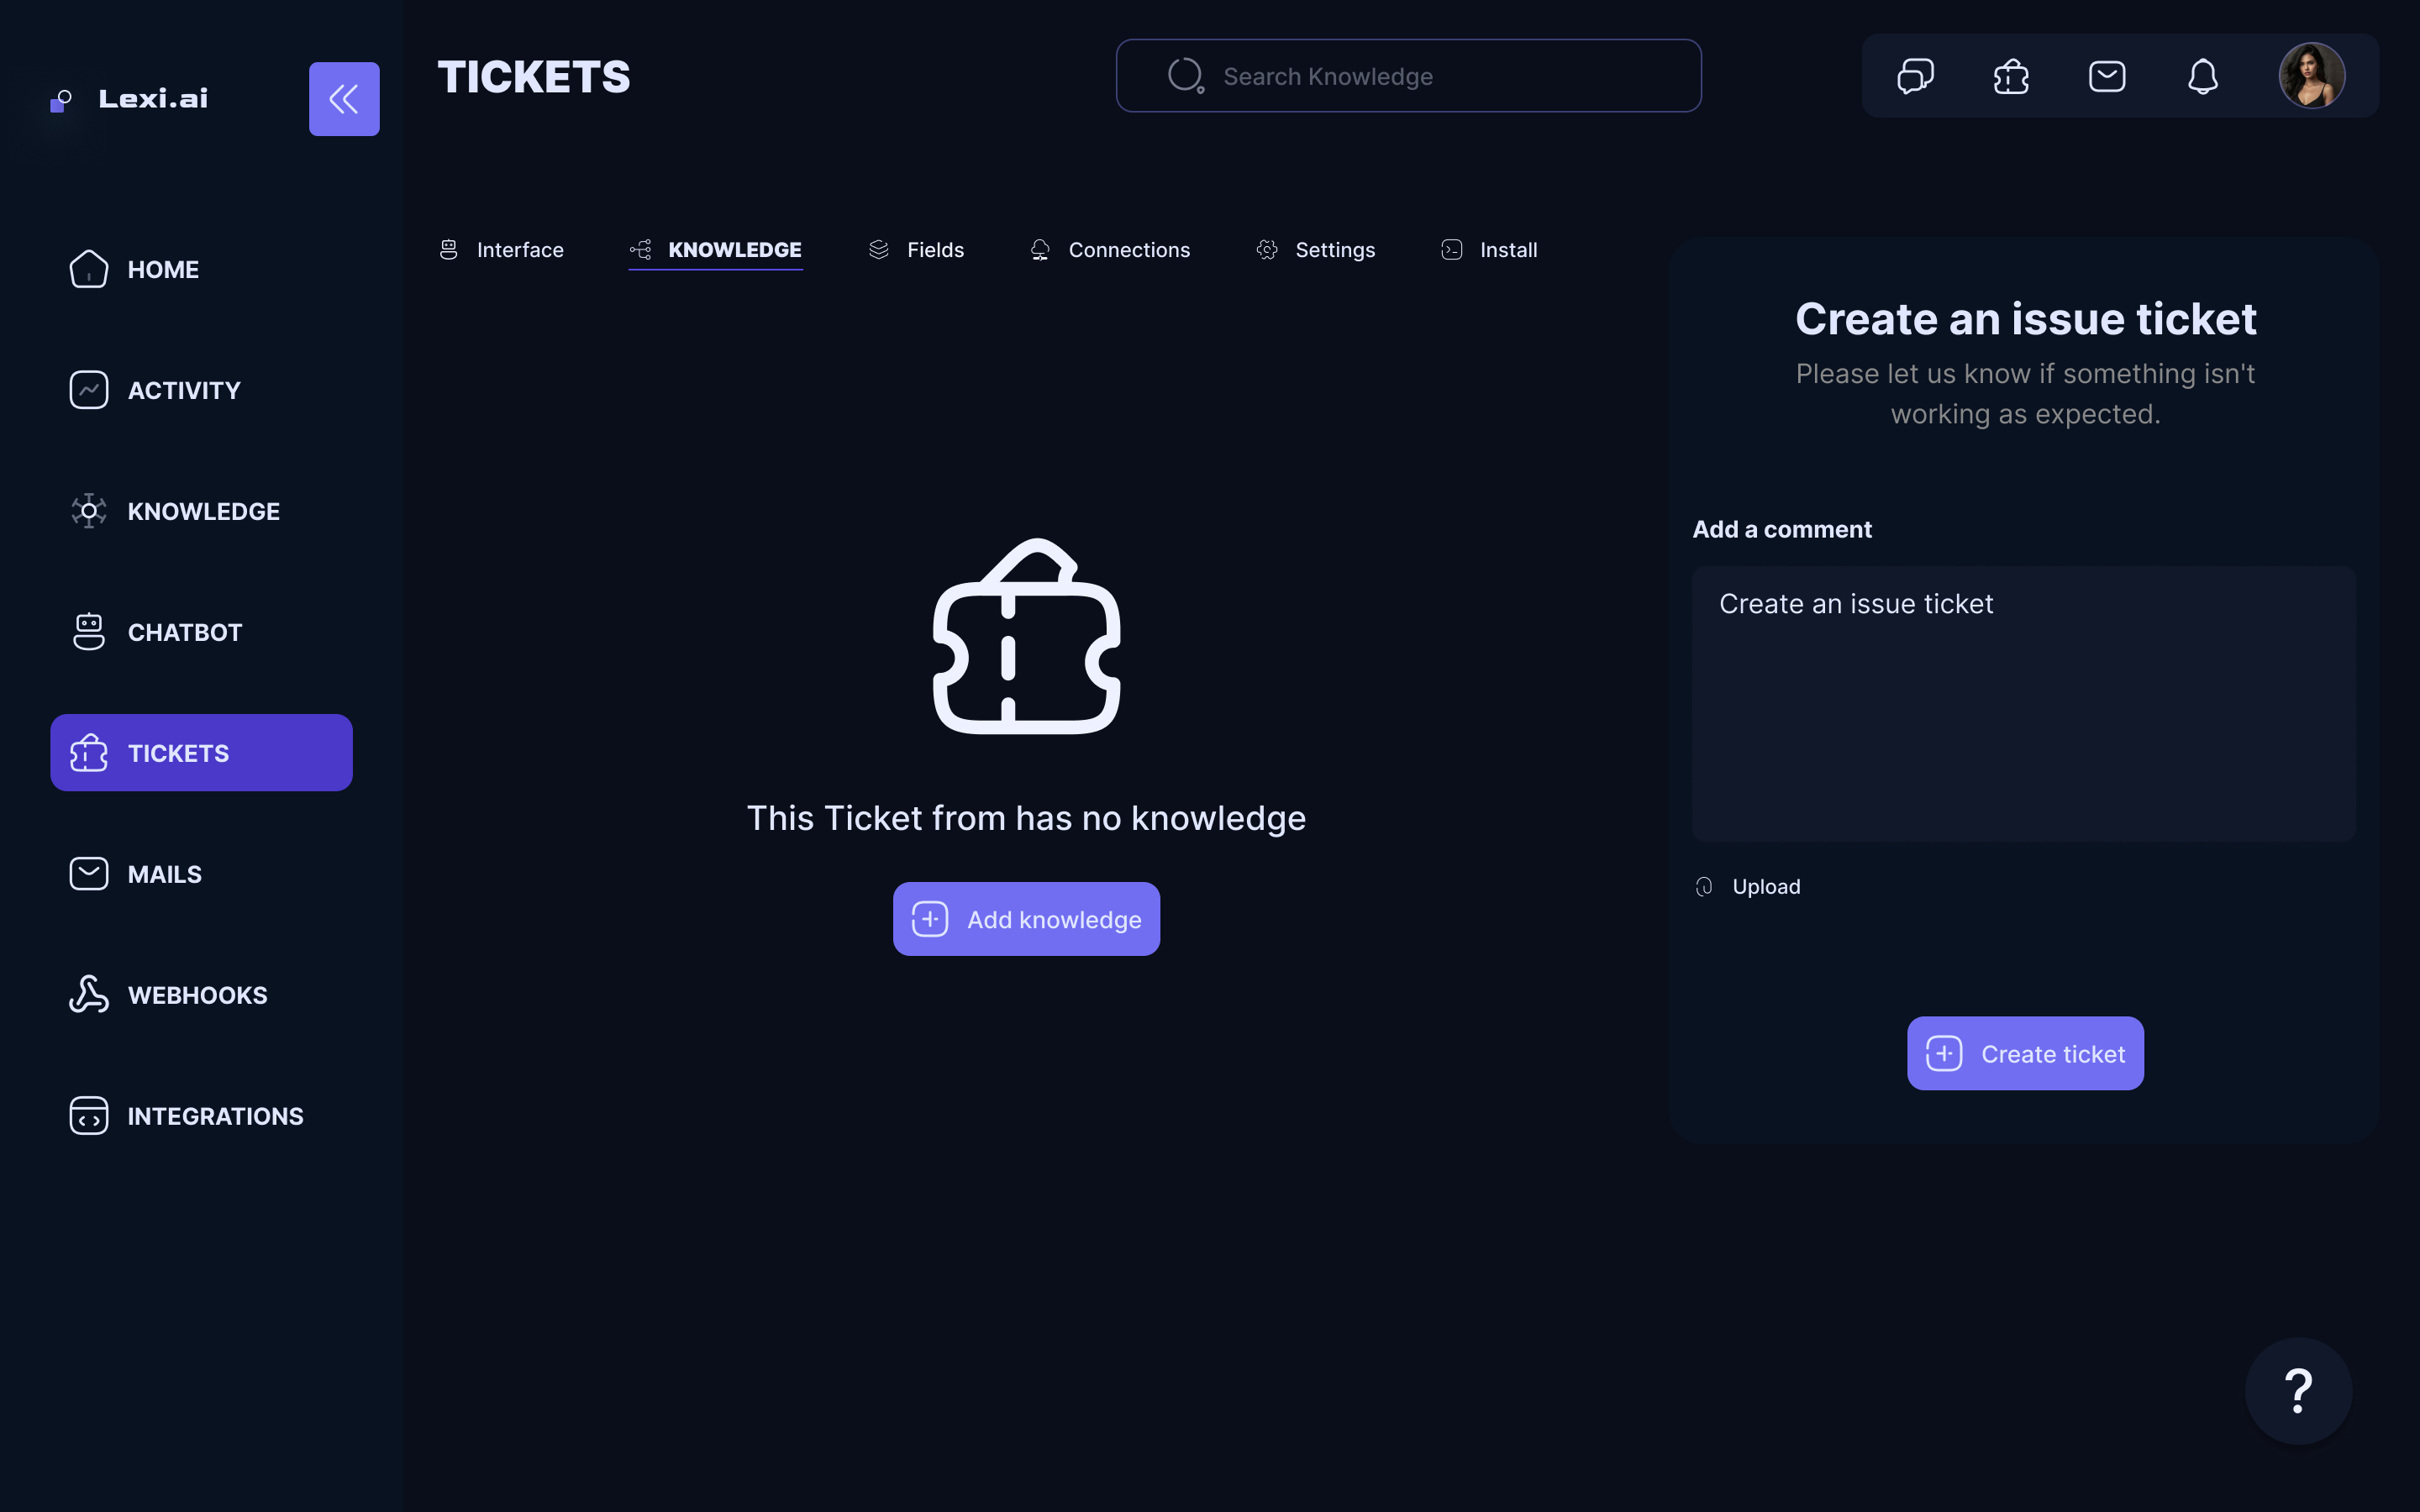 Lexi.ai
TICKETS
Search Knowledge
HOME
ACTIVITY
KNOWLEDGE
CHATBOT
TICKETS
MAILS
WEBHOOKS
INTEGRATIONS
Interface
KNOWLEDGE
Fields
Connections
Settings
Install
This Ticket from has no knowledge
Add knowledge
Create an issue ticket
Please let us know if something isn't
working as expected.
Add a comment
Create an issue ticket
Upload
Create ticket
?